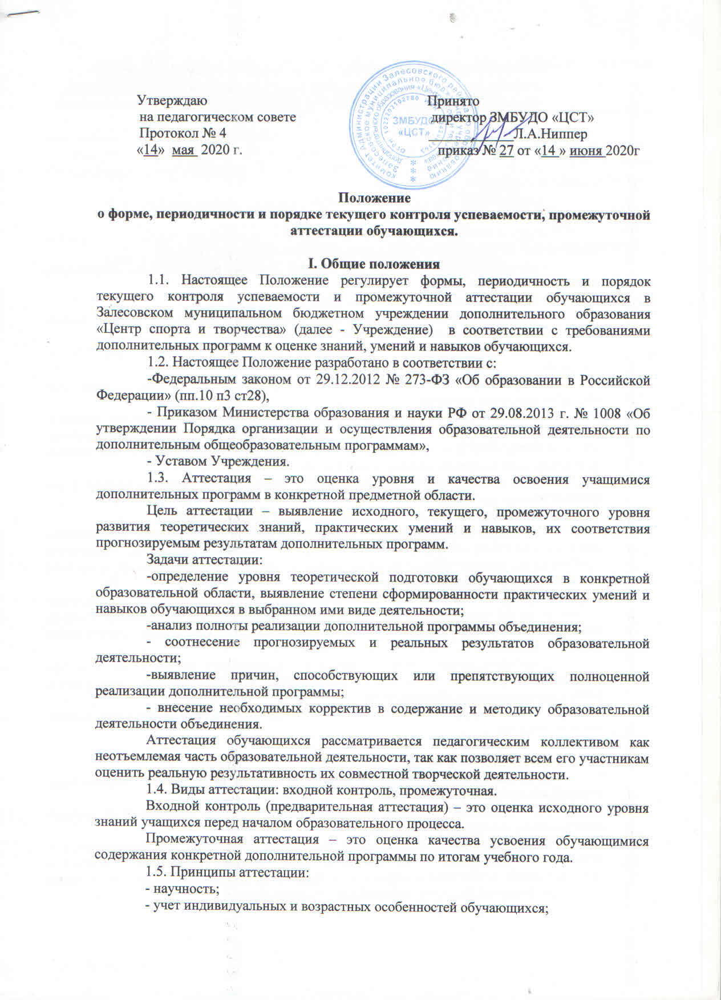 Утверждаю
на педагогическом совете
Протокол № 4
«14» мая 2020 г.
Принято
директор ЗМБУДО «ЦСТ»
____________Л.А.Ниппер
приказ № 27 от «14 » июня 2020г
ЗМБУДО
«ЦСТ»
Положение
о форме, периодичности и порядке текущего контроля успеваемости, промежуточной
аттестации обучающихся.
I. Общие положения
1.1. Настоящее Положение регулирует формы, периодичность и порядок
текущего контроля успеваемости и промежуточной аттестации обучающихся в
Залесовском муниципальном бюджетном учреждении дополнительного образования
«Центр спорта и творчества» (далее - Учреждение) в соответствии с требованиями
дополнительных программ к оценке знаний, умений и навыков обучающихся.
1.2. Настоящее Положение разработано в соответствии с:
-Федеральным законом от 29.12.2012 № 273-ФЗ «Об образовании в Российской
Федерации» (пп.10 п3 ст28),
- Приказом Министерства образования и науки РФ от 29.08.2013 г. № 1008 «Об
утверждении Порядка организации и осуществления образовательной деятельности по
дополнительным общеобразовательным программам»,
- Уставом Учреждения.
1.3. Аттестация – это оценка уровня и качества освоения учащимися
дополнительных программ в конкретной предметной области.
Цель аттестации – выявление исходного, текущего, промежуточного уровня
развития теоретических знаний, практических умений и навыков, их соответствия
прогнозируемым результатам дополнительных программ.
Задачи аттестации:
-определение уровня теоретической подготовки обучающихся в конкретной
образовательной области, выявление степени сформированности практических умений и
навыков обучающихся в выбранном ими виде деятельности;
-анализ полноты реализации дополнительной программы объединения;
- соотнесение прогнозируемых и реальных результатов образовательной
деятельности;
-выявление причин, способствующих или препятствующих полноценной
реализации дополнительной программы;
- внесение необходимых корректив в содержание и методику образовательной
деятельности объединения.
Аттестация обучающихся рассматривается педагогическим коллективом как
неотъемлемая часть образовательной деятельности, так как позволяет всем его участникам
оценить реальную результативность их совместной творческой деятельности.
1.4. Виды аттестации: входной контроль, промежуточная.
Входной контроль (предварительная аттестация) – это оценка исходного уровня
знаний учащихся перед началом образовательного процесса.
Промежуточная аттестация – это оценка качества усвоения обучающимися
содержания конкретной дополнительной программы по итогам учебного года.
1.5. Принципы аттестации:
- научность;
- учет индивидуальных и возрастных особенностей обучающихся;